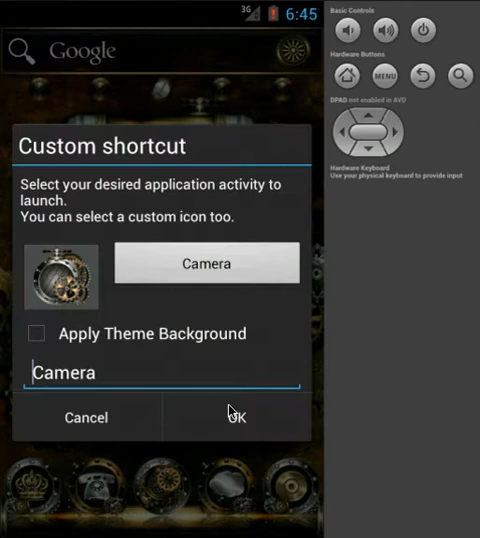 3G
6:45
Google
Custom shortcut
Select your desired application activity to
launch.
You can select a custom icon too.
Camera
Apply Theme Background
Camera
Cancel
OK
Basic Controls
Hardware Buttons
MENU
DPAD not enabled in AVD
Hardware Keyboard
Use your physical keyboard to provide input